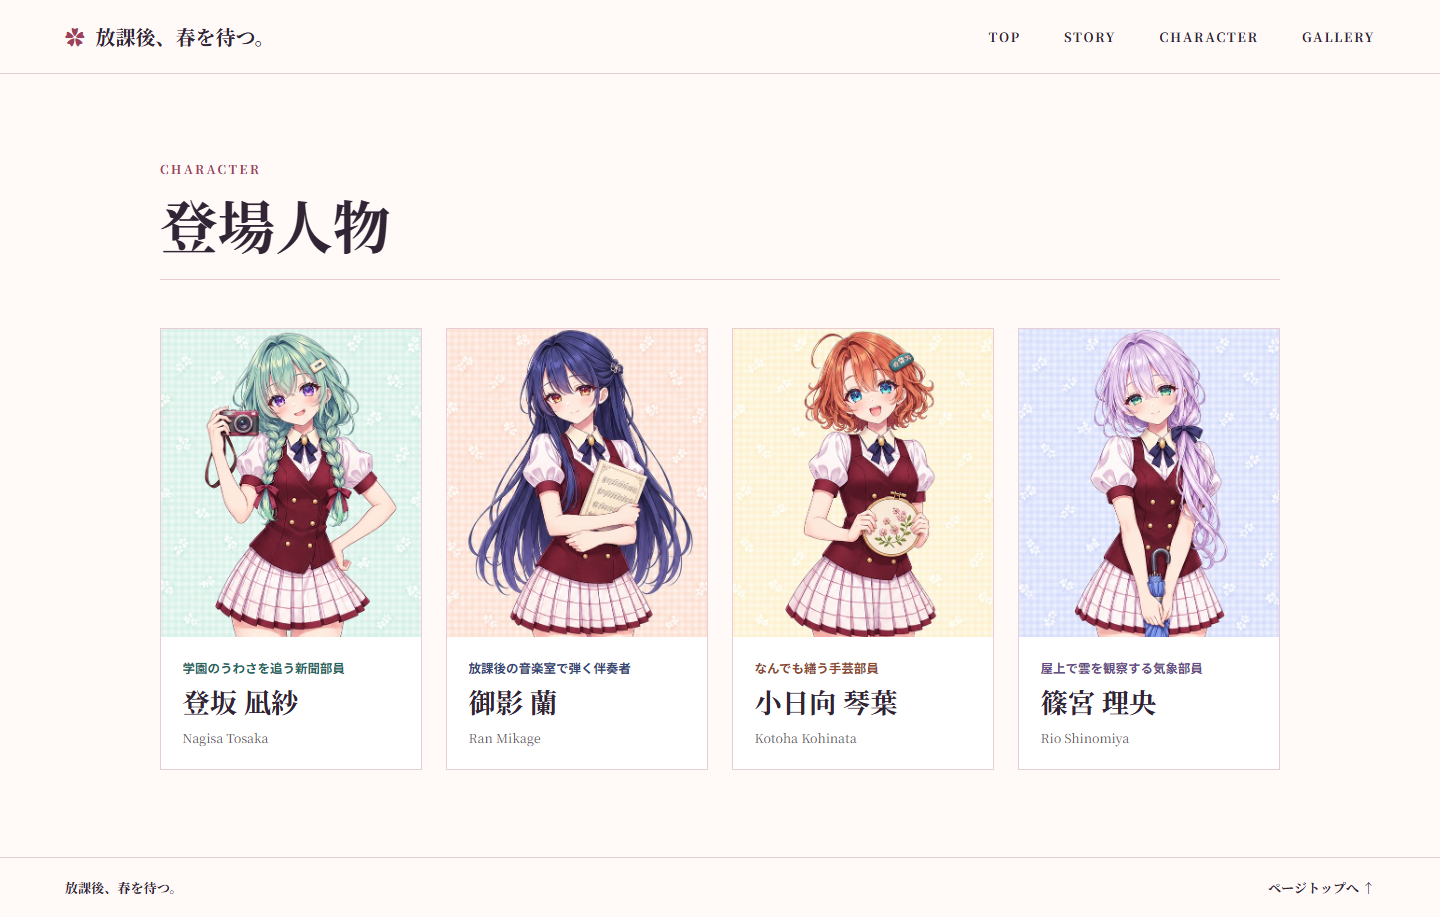 放課後、春を待つ。
TOP STORY CHARACTER GALLERY
CHARACTER
登場人物
学園のうわさを追う新聞部員
登坂 凪紗
Nagisa Tosaka
放課後の音楽室で弾く伴奏者
御影 蘭
Ran Mikage
なんでも繕う手芸部員
小日向 琴葉
Kotoha Kohinata
屋上で雲を観察する気象部員
篠宮 理央
Rio Shinomiya
放課後、春を待つ。
ページトップへ ↑